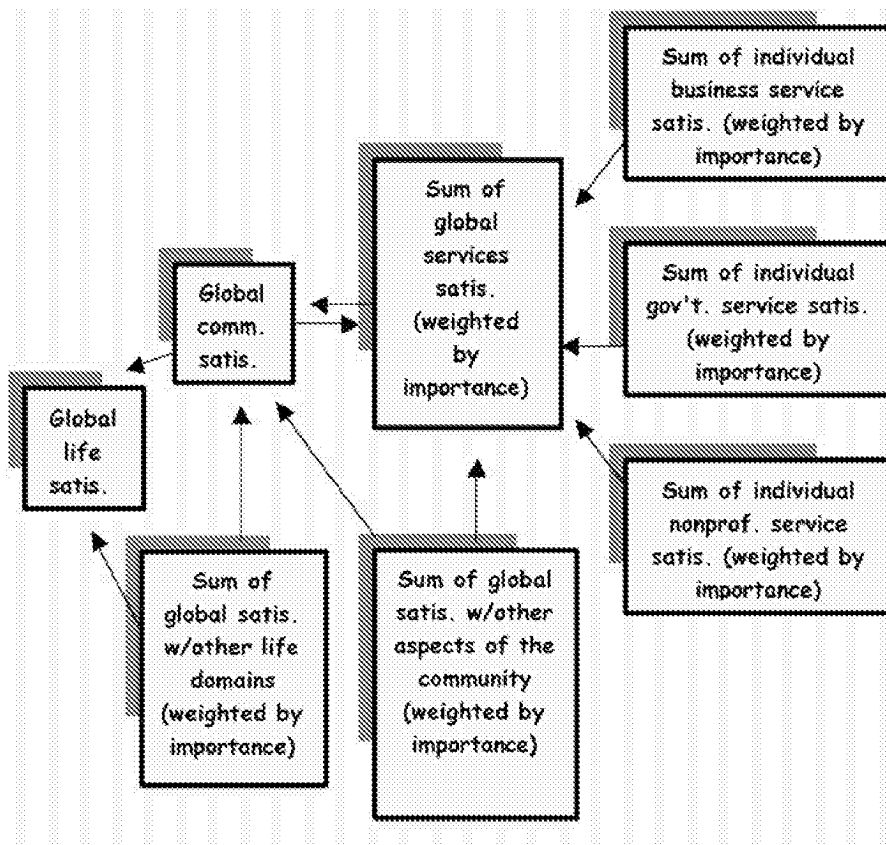 Sum of individual
business service
satis. (weighted by
importance)
Sum of
global
services
satis.
(weighted
by
importance)
Sum of individual
gov't. service satis.
(weighted by
importance)
Global
comm.
satis.
Global
life
satis.
Sum of individual
nonprof. service
satis. (weighted by
importance)
Sum of
global satis.
w/other life
domains
(weighted by
importance)
Sum of global
satis. w/other
aspects of the
community
(weighted by
importance)